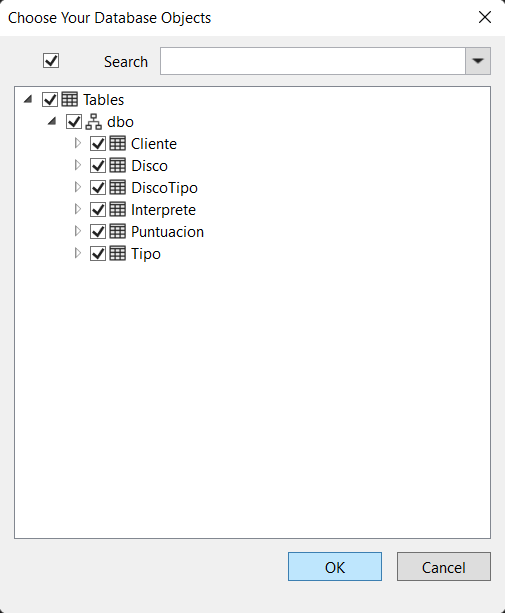 Choose Your Database Objects
Search
Tables
dbo
Cliente
Disco
DiscoTipo
Interprete
Puntuacion
Tipo
OK Cancel